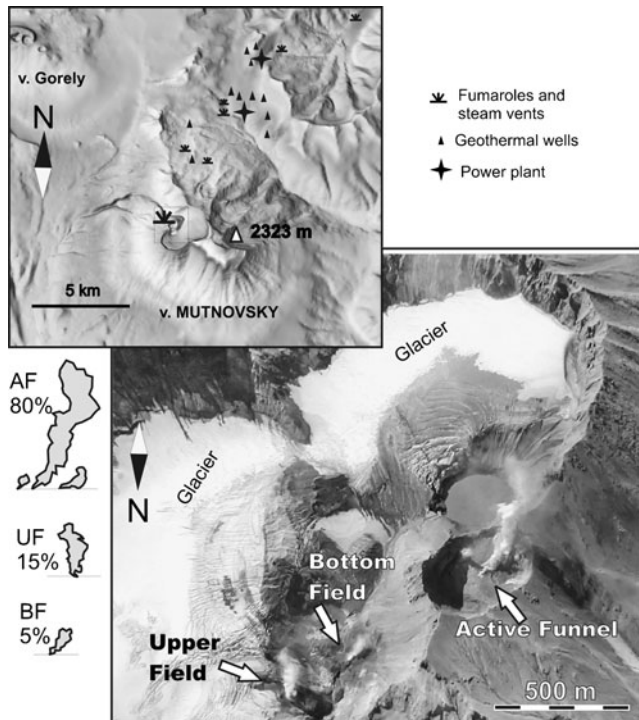 v. Gorely
N
2323 m
5 km
v. MUTNOVSKY
Fumaroles and
steam vents
Geothermal wells
Power plant
AF
80%
UF
15%
BF
5%
Glacier
Glacier
N
Bottom
Field
Upper
Field
Active Funnel
500 m